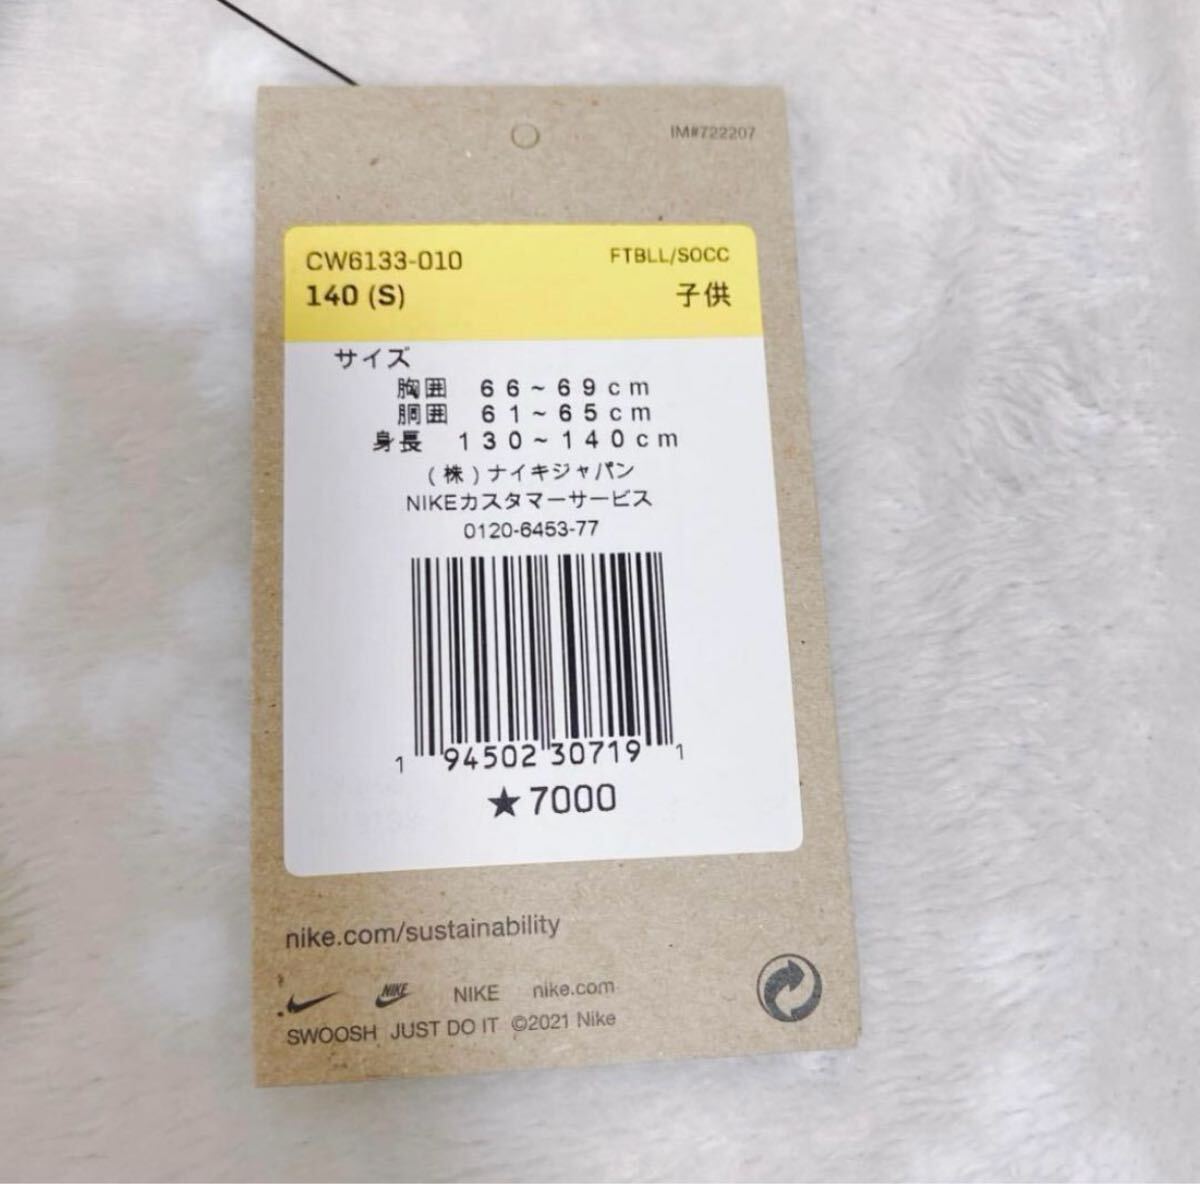 IM#722207
CW6133-010 FTBLL/SOCC
140 (S) 子供
サイズ
胸囲 66~69cm
胴囲 61~65cm
身長 130~140cm
(株)ナイキジャパン
NIKEカスタマーサービス
0120-6453-77
1 94502 30719 1
★7000
nike.com/sustainability
NIKE NIKE nike.com
SWOOSH JUST DO IT ©2021 Nike